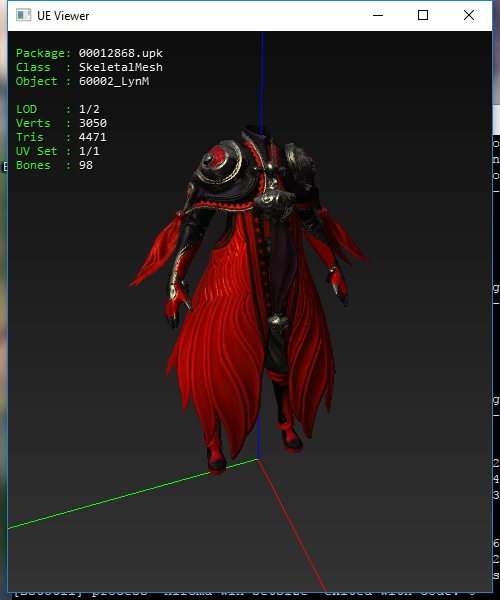 UE Viewer
Package: 00012868.upk
Class : SkeletalMesh
Object : 60002_LynM
LOD : 1/2
Verts : 3050
Tris : 4471
UV Set : 1/1
Bones : 98